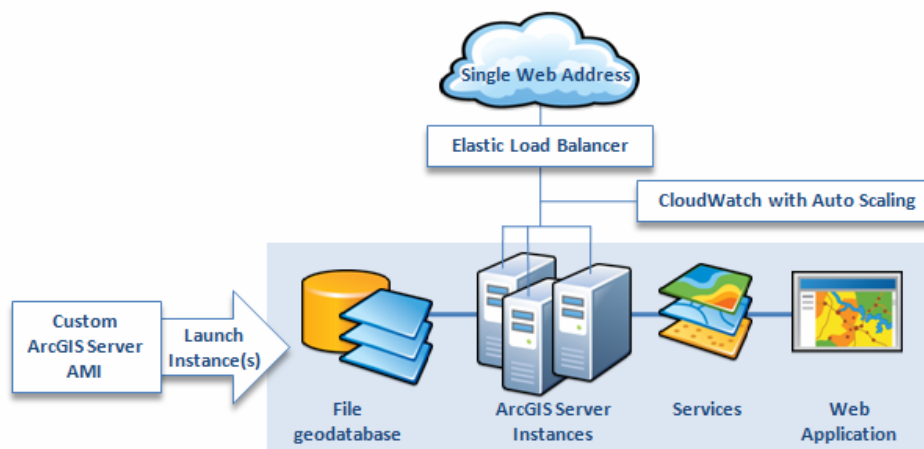 Single Web Address
Elastic Load Balancer
CloudWatch with Auto Scaling
Custom
ArcGIS Server
AMI
Launch
Instance(s)
File
geodatabase
ArcGIS Server
Instances
Services
Web
Application